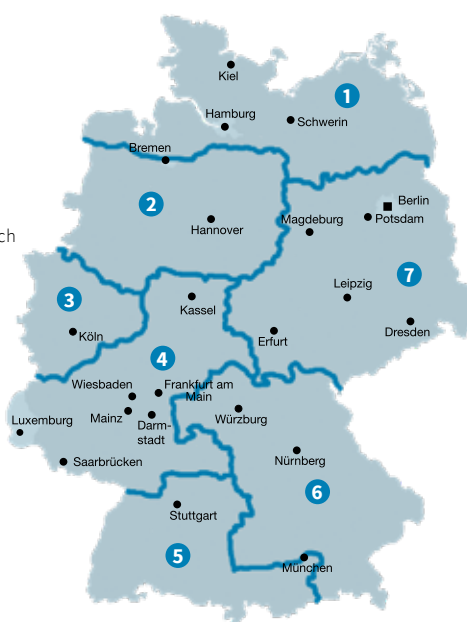 Kiel
1
Hamburg
Schwerin
Bremen
Berlin
2
Magdeburg
Potsdam
Hannover
ch
7
Leipzig
3
Kassel
Köln
Erfurt
Dresden
4
Wiesbaden
Frankfurt am
Main
Mainz
Darm-
stadt
Würzburg
Luxemburg
Nürnberg
Saarbrücken
6
Stuttgart
5
München